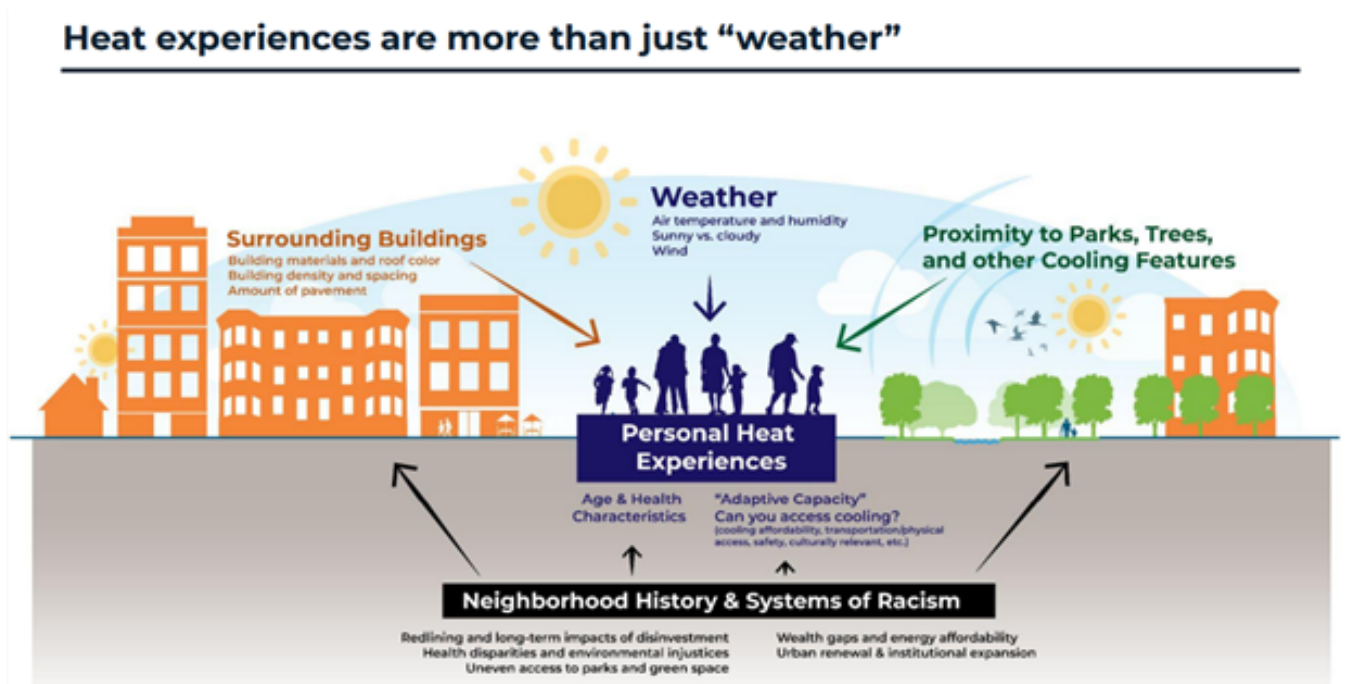 Heat experiences are more than just “weather”
Weather
Air temperature and humidity
Sunny vs. cloudy
Wind
Surrounding Buildings
Building materials and roof color
Building density and spacing
Amount of pavement
Proximity to Parks, Trees,
and other Cooling Features
Personal Heat
Experiences
Age & Health
Characteristics
“Adaptive Capacity”
Can you access cooling?
(cooling affordability, transportation/physical
access, safety, culturally relevant, etc.)
Neighborhood History & Systems of Racism
Redlining and long-term impacts of disinvestment
Health disparities and environmental injustices
Uneven access to parks and green space
Wealth gaps and energy affordability
Urban renewal & institutional expansion